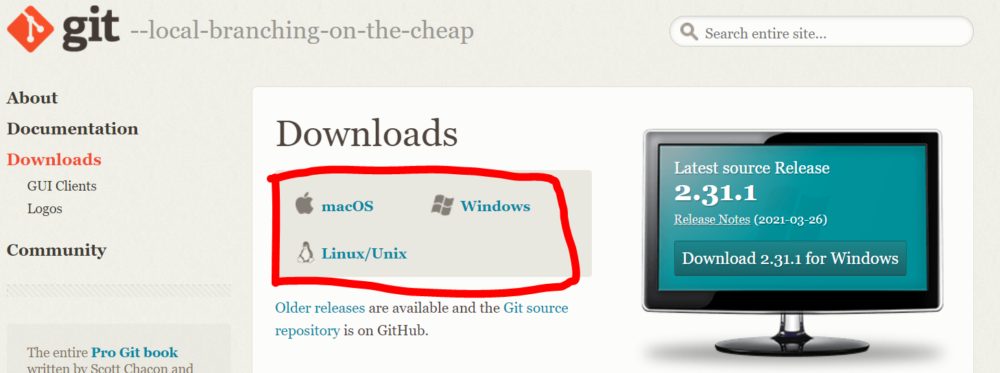 git --local-branching-on-the-cheap
Search entire site...
About
Documentation
Downloads
GUI Clients
Logos
Community
The entire Pro Git book
written by Scott Chacon and
Downloads
macOS
Windows
Linux/Unix
Older releases are available and the Git source
repository is on GitHub.
Latest source Release
2.31.1
Release Notes (2021-03-26)
Download 2.31.1 for Windows